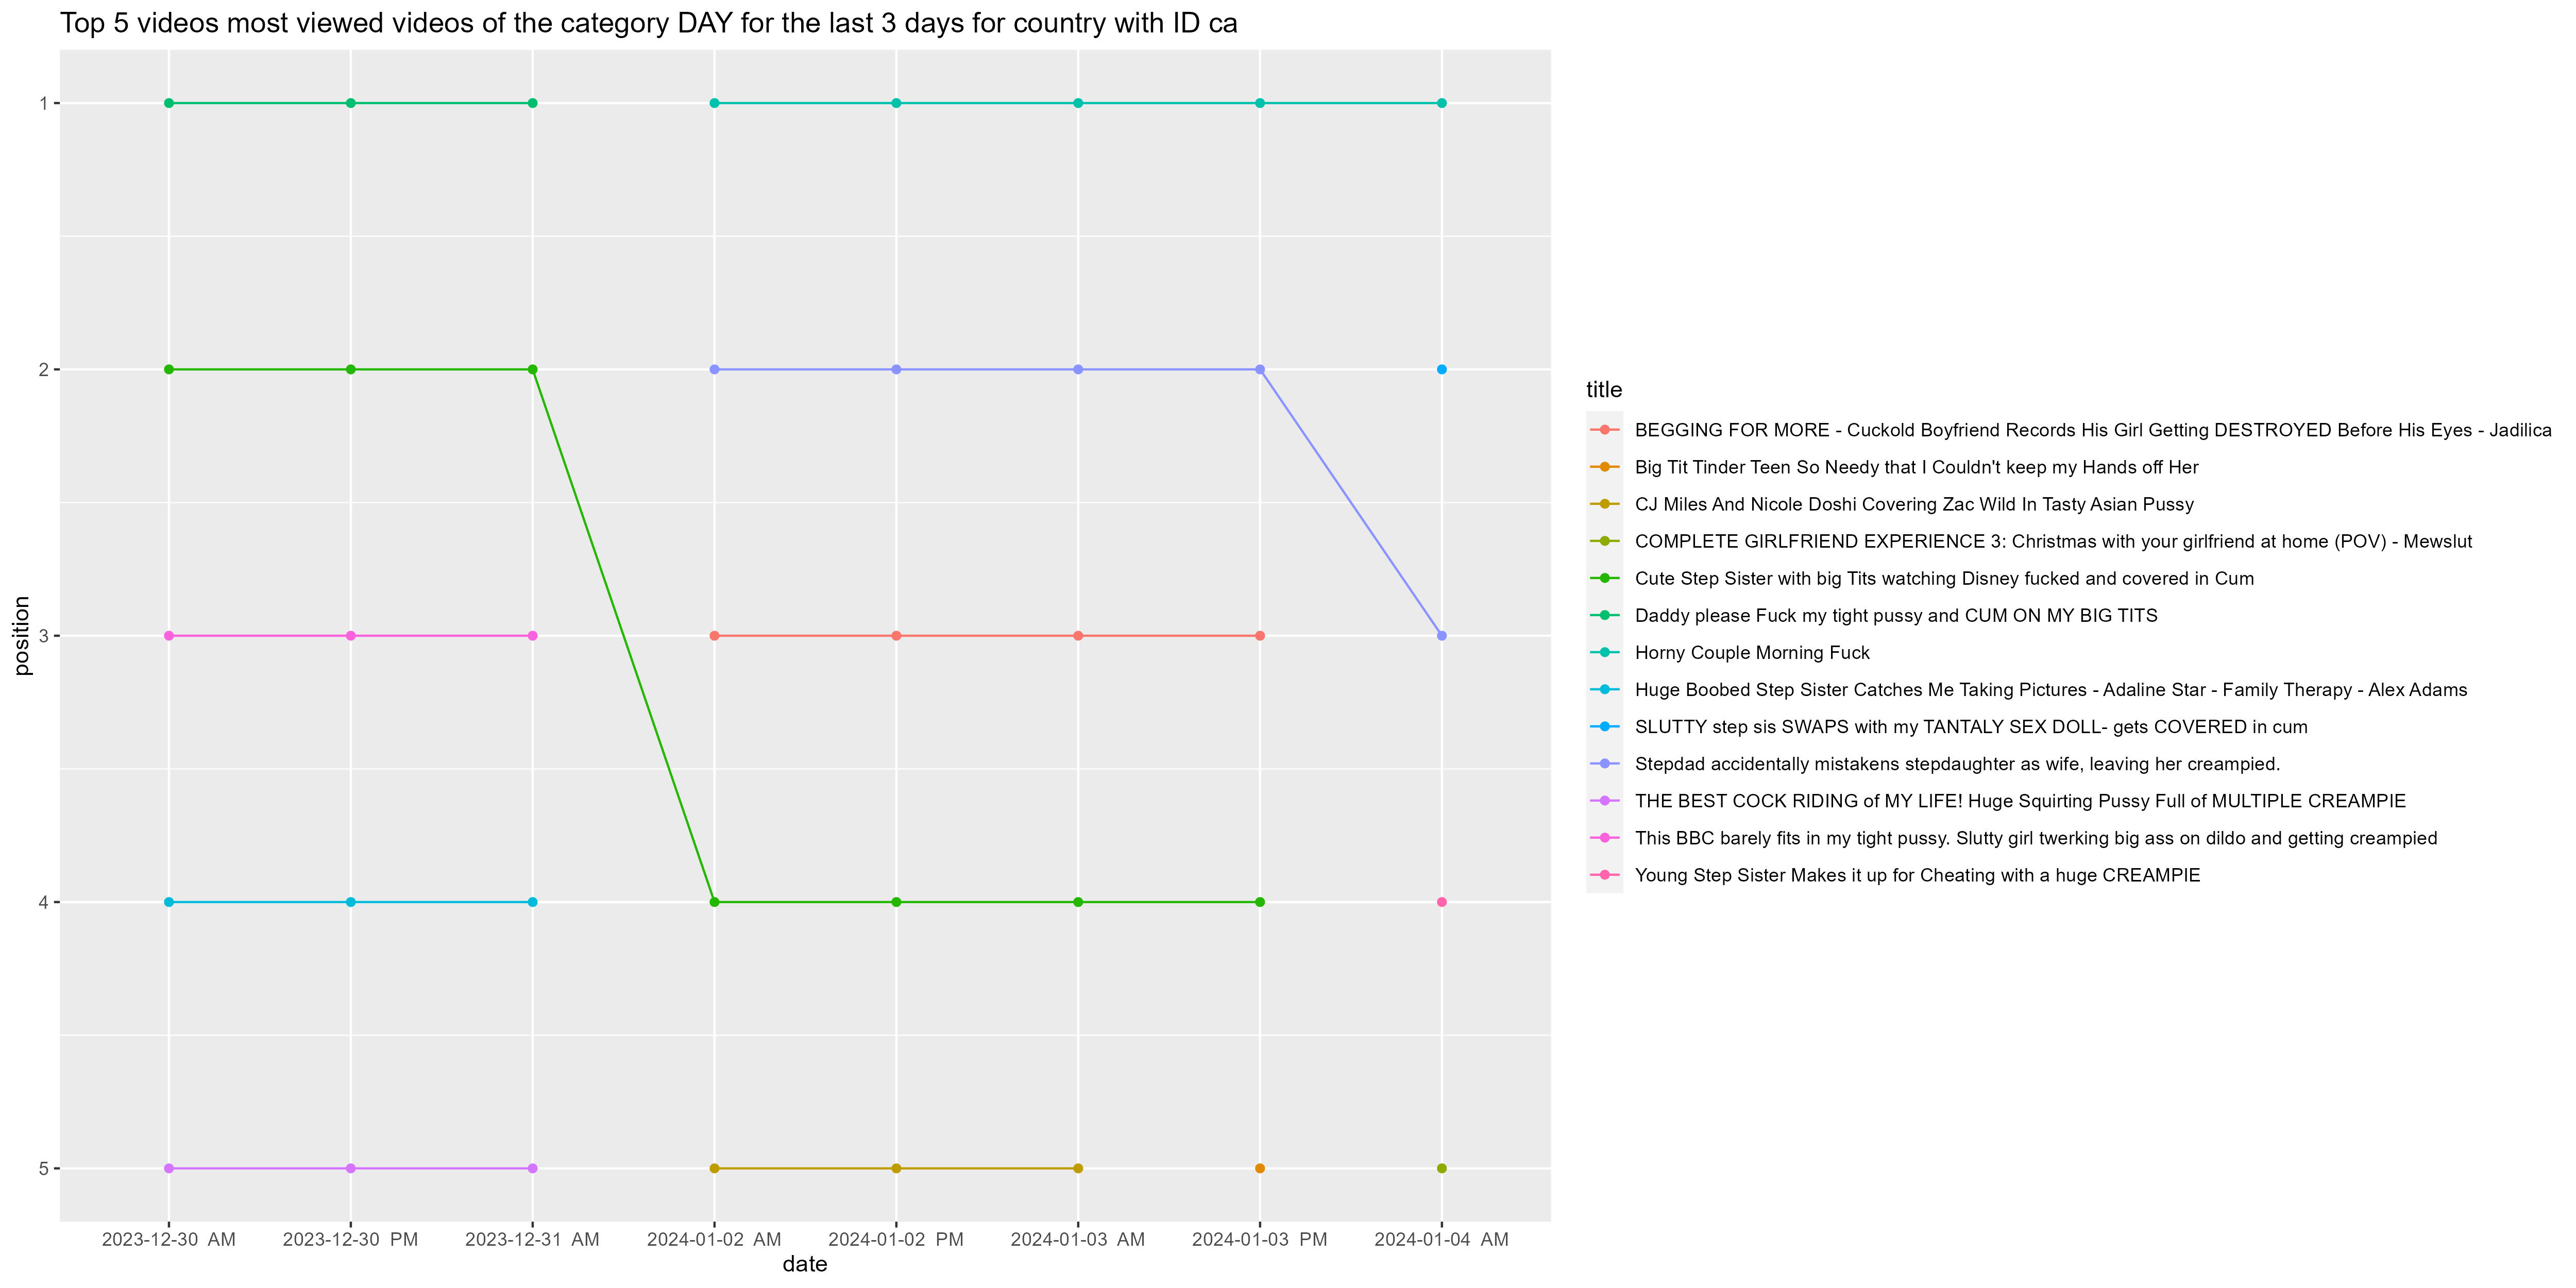 Top 5 videos most viewed videos of the category DAY for the last 3 days for country with ID ca
1
2
3
4
5
position
2023-12-30 AM
2023-12-30 PM
2023-12-31 AM
2024-01-02 AM
2024-01-02 PM
2024-01-03 AM
2024-01-03 PM
2024-01-04 AM
date
title
BEGGING FOR MORE - Cuckold Boyfriend Records His Girl Getting DESTROYED Before His Eyes - Jadilica
Big Tit Tinder Teen So Needy that I Couldn't keep my Hands off Her
CJ Miles And Nicole Doshi Covering Zac Wild In Tasty Asian Pussy
COMPLETE GIRLFRIEND EXPERIENCE 3: Christmas with your girlfriend at home (POV) - Mewslut
Cute Step Sister with big Tits watching Disney fucked and covered in Cum
Daddy please Fuck my tight pussy and CUM ON MY BIG TITS
Horny Couple Morning Fuck
Huge Boobed Step Sister Catches Me Taking Pictures - Adaline Star - Family Therapy - Alex Adams
SLUTTY step sis SWAPS with my TANTALY SEX DOLL- gets COVERED in cum
Stepdad accidentally mistakens stepdaughter as wife, leaving her creampied.
THE BEST COCK RIDING of MY LIFE! Huge Squirting Pussy Full of MULTIPLE CREAMPIE
This BBC barely fits in my tight pussy. Slutty girl twerking big ass on dildo and getting creampied
Young Step Sister Makes it up for Cheating with a huge CREAMPIE